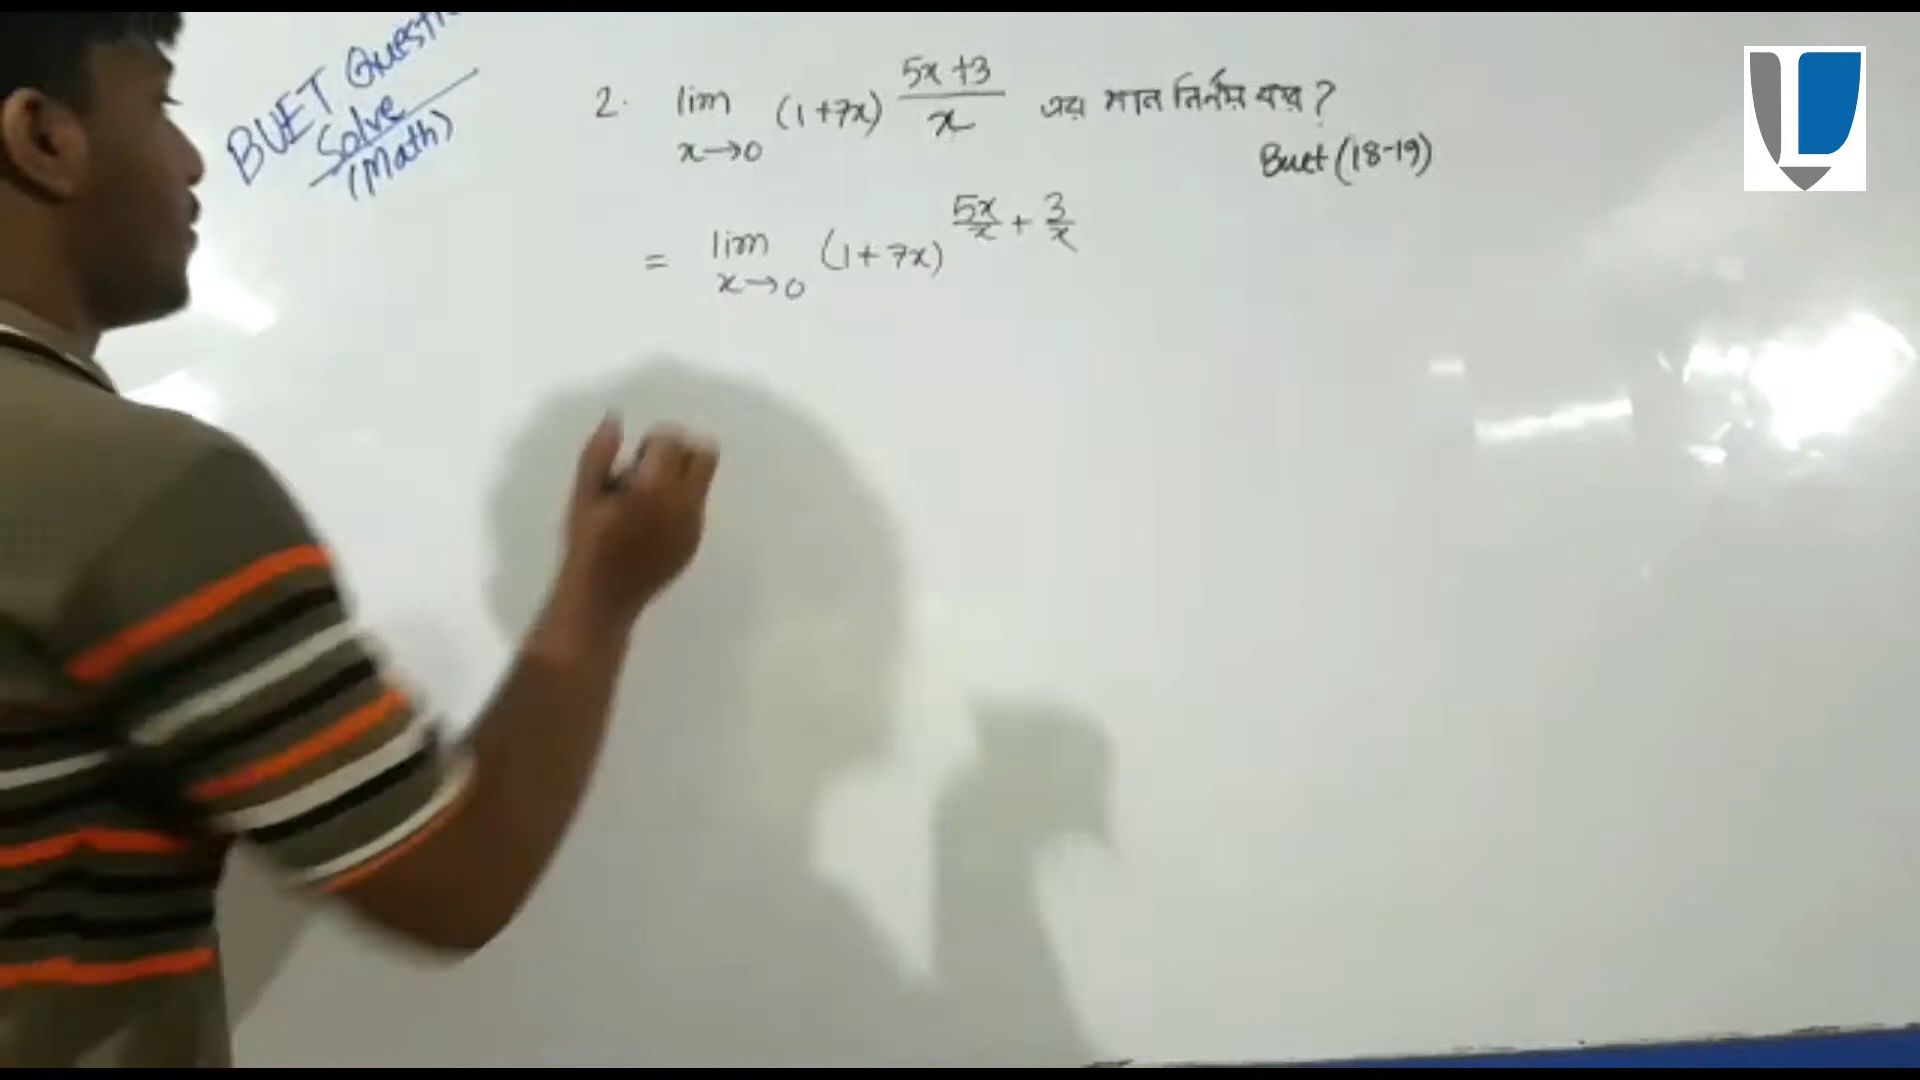 BUET Questi
Solve
(Math)
2. lim x→0 (1+7x)^((5x+3)/x) এর মান নির্ণয় কর?
Buet (18-19)
= lim x→0 (1+7x)^(5x/x + 3/x)